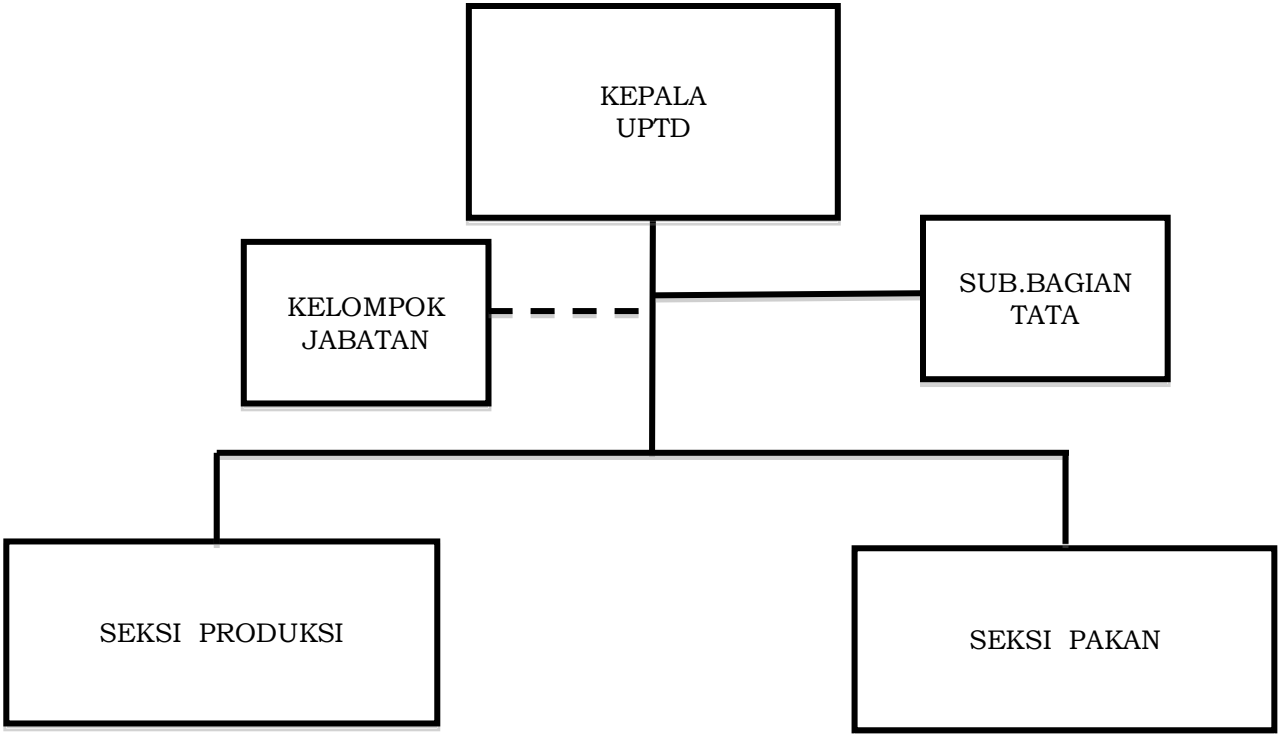 KEPALA
UPTD
KELOMPOK
JABATAN
SUB.BAGIAN
TATA
SEKSI PRODUKSI
SEKSI PAKAN